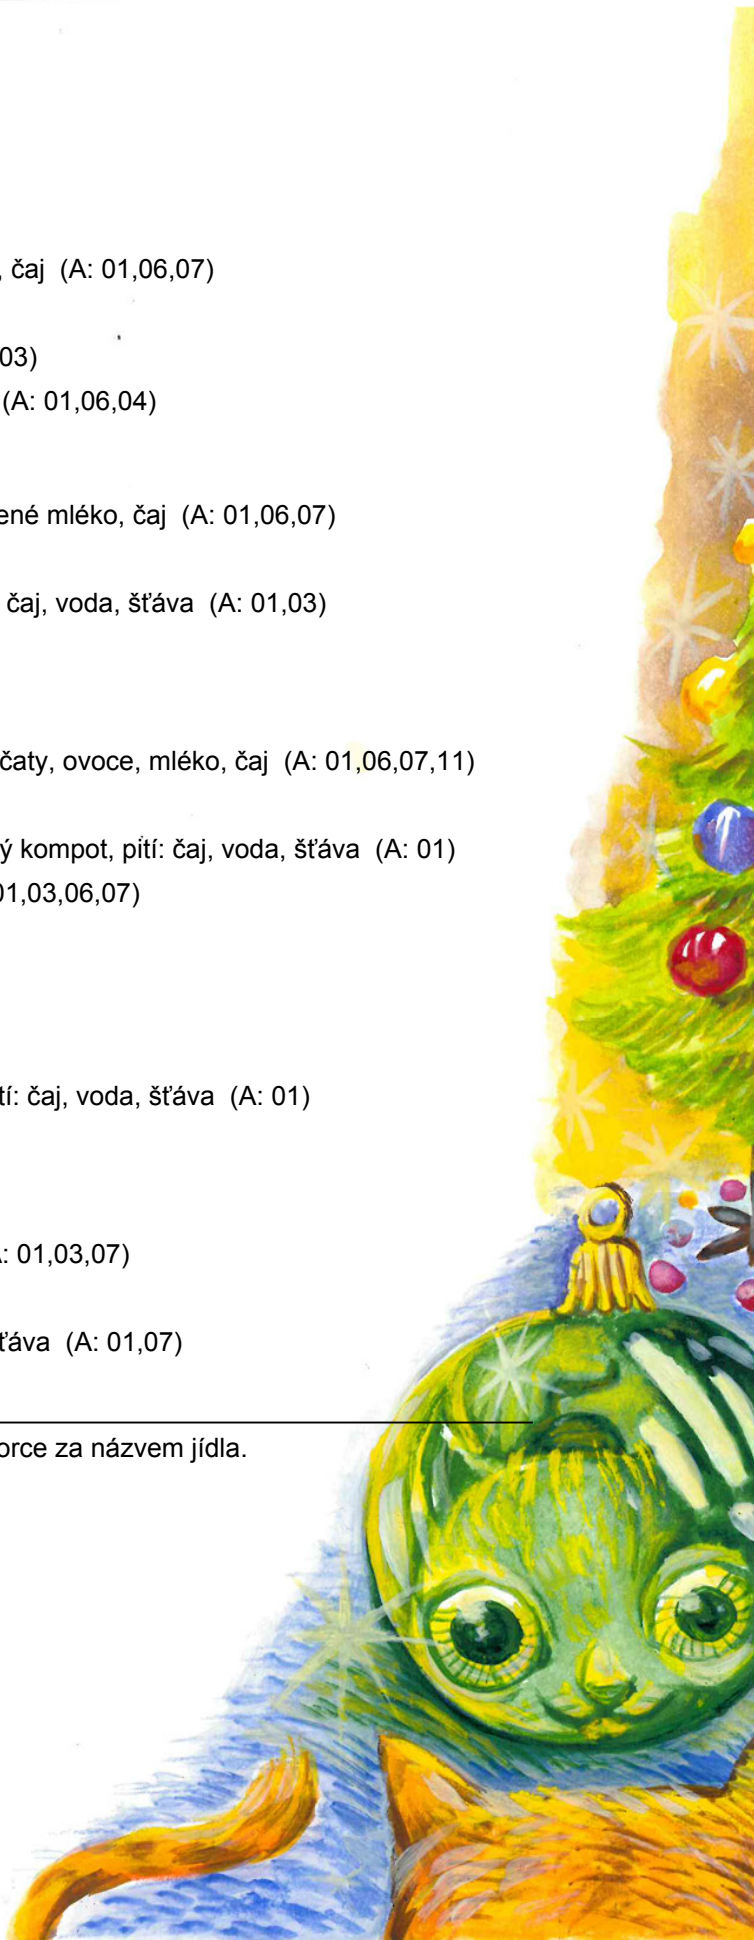 , čaj (A: 01,06,07)
03)
(A: 01,06,04)
ené mléko, čaj (A: 01,06,07)
čaj, voda, šťáva (A: 01,03)
čaty, ovoce, mléko, čaj (A: 01,06,07,11)
ý kompot, pití: čaj, voda, šťáva (A: 01)
01,03,06,07)
tí: čaj, voda, šťáva (A: 01)
: 01,03,07)
ťáva (A: 01,07)
orce za názvem jídla.